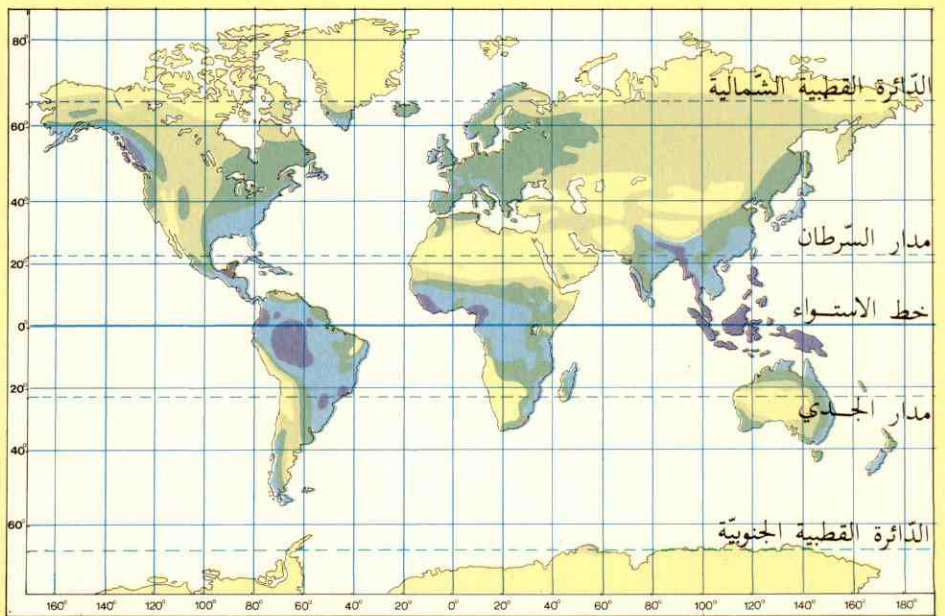 80°
الدّائرة القطبية الشّمالية
60°
40°
مدار السّرطان
20°
خط الاستــواء
0°
20°
مدار الجــدي
40°
60°
الدّائرة القطبية الجنوبيّة
160° 140° 120° 100° 80° 60° 40° 20° 0° 20° 40° 60° 80° 100° 120° 140° 160° 180°